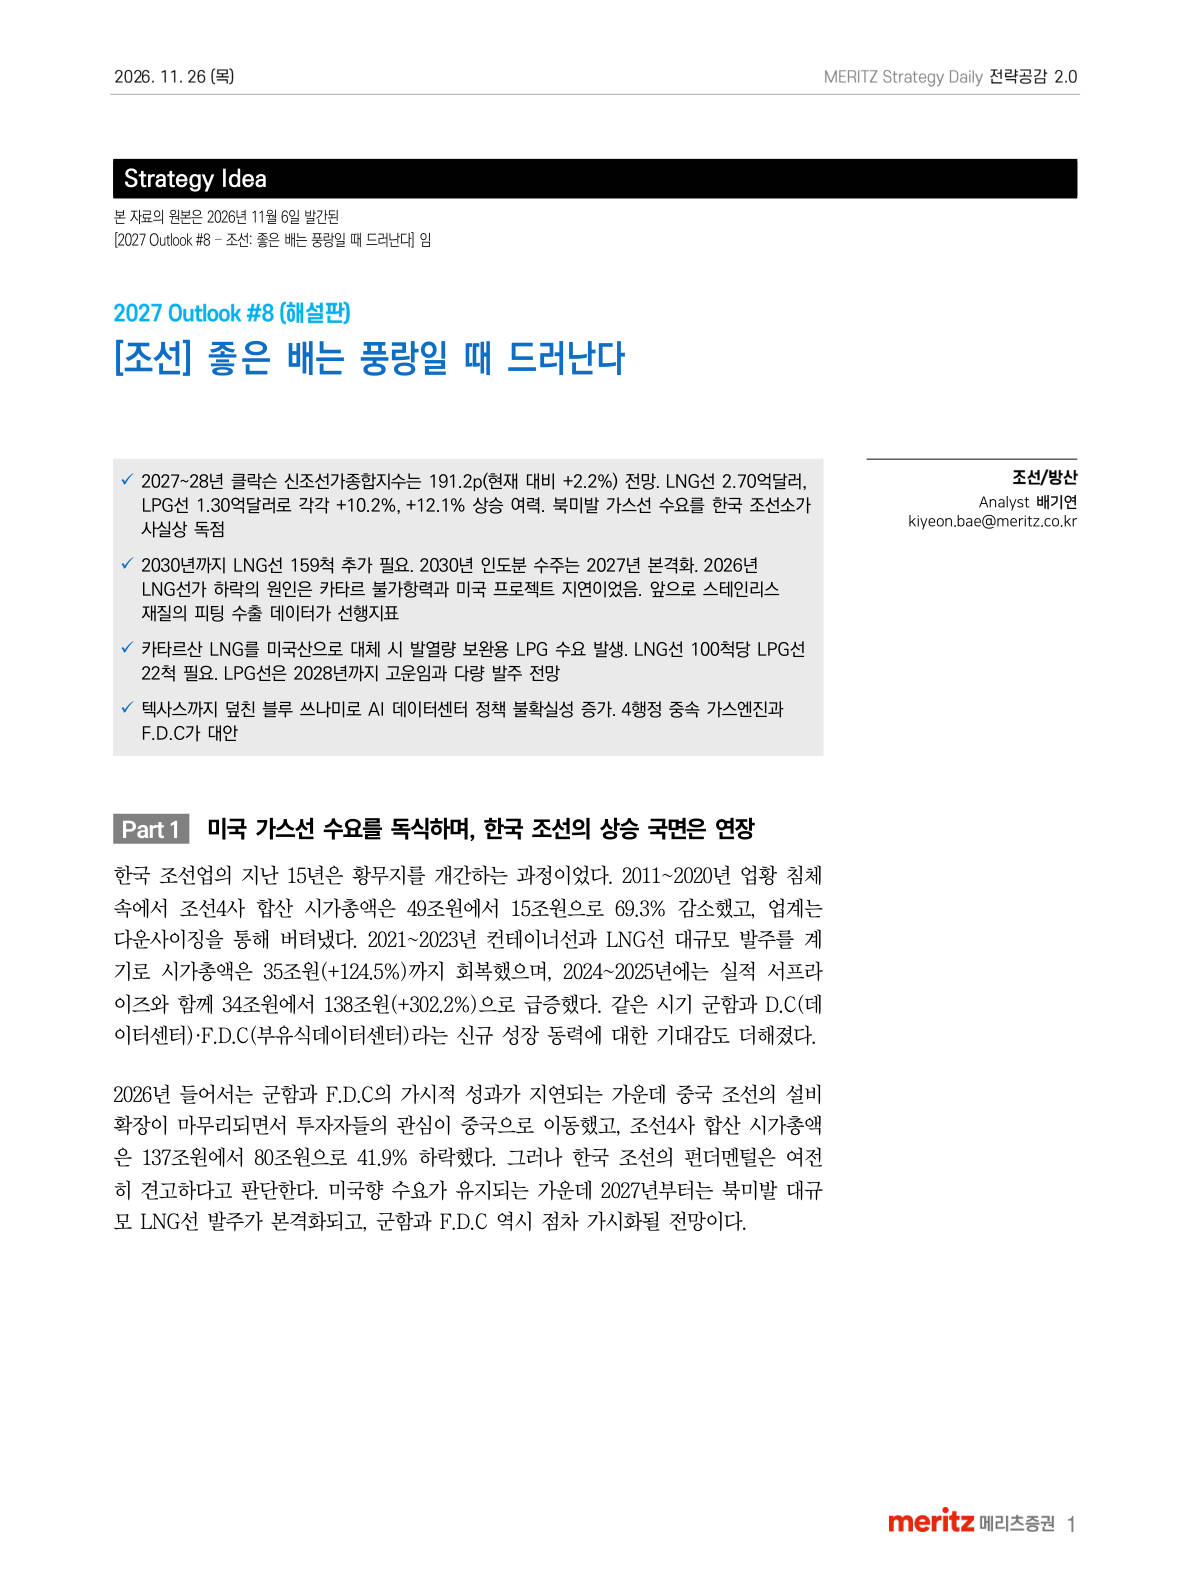 2026. 11. 26 (목)
MERITZ Strategy Daily 전략공감 2.0
Strategy Idea
본 자료의 원본은 2026년 11월 6일 발간된
[2027 Outlook #8 – 조선: 좋은 배는 풍랑일 때 드러난다] 임
2027 Outlook #8 (해설판)
[조선] 좋은 배는 풍랑일 때 드러난다
✓ 2027~28년 클락슨 신조선가종합지수는 191.2p(현재 대비 +2.2%) 전망. LNG선 2.70억달러,
LPG선 1.30억달러로 각각 +10.2%, +12.1% 상승 여력. 북미발 가스선 수요를 한국 조선소가
사실상 독점
✓ 2030년까지 LNG선 159척 추가 필요. 2030년 인도분 수주는 2027년 본격화. 2026년
LNG선가 하락의 원인은 카타르 불가항력과 미국 프로젝트 지연이었음. 앞으로 스테인리스
재질의 피팅 수출 데이터가 선행지표
✓ 카타르산 LNG를 미국산으로 대체 시 발열량 보완용 LPG 수요 발생. LNG선 100척당 LPG선
22척 필요. LPG선은 2028년까지 고운임과 다량 발주 전망
✓ 텍사스까지 덮친 블루 쓰나미로 AI 데이터센터 정책 불확실성 증가. 4행정 중속 가스엔진과
F.D.C가 대안
조선/방산
Analyst 배기연
kiyeon.bae@meritz.co.kr
Part 1 미국 가스선 수요를 독식하며, 한국 조선의 상승 국면은 연장
한국 조선업의 지난 15년은 황무지를 개간하는 과정이었다. 2011~2020년 업황 침체
속에서 조선4사 합산 시가총액은 49조원에서 15조원으로 69.3% 감소했고, 업계는
다운사이징을 통해 버텨냈다. 2021~2023년 컨테이너선과 LNG선 대규모 발주를 계
기로 시가총액은 35조원(+124.5%)까지 회복했으며, 2024~2025년에는 실적 서프라
이즈와 함께 34조원에서 138조원(+302.2%)으로 급증했다. 같은 시기 군함과 D.C(데
이터센터)·F.D.C(부유식데이터센터)라는 신규 성장 동력에 대한 기대감도 더해졌다.
2026년 들어서는 군함과 F.D.C의 가시적 성과가 지연되는 가운데 중국 조선의 설비
확장이 마무리되면서 투자자들의 관심이 중국으로 이동했고, 조선4사 합산 시가총액
은 137조원에서 80조원으로 41.9% 하락했다. 그러나 한국 조선의 펀더멘털은 여전
히 견고하다고 판단한다. 미국향 수요가 유지되는 가운데 2027년부터는 북미발 대규
모 LNG선 발주가 본격화되고, 군함과 F.D.C 역시 점차 가시화될 전망이다.
meritz 메리츠증권 1